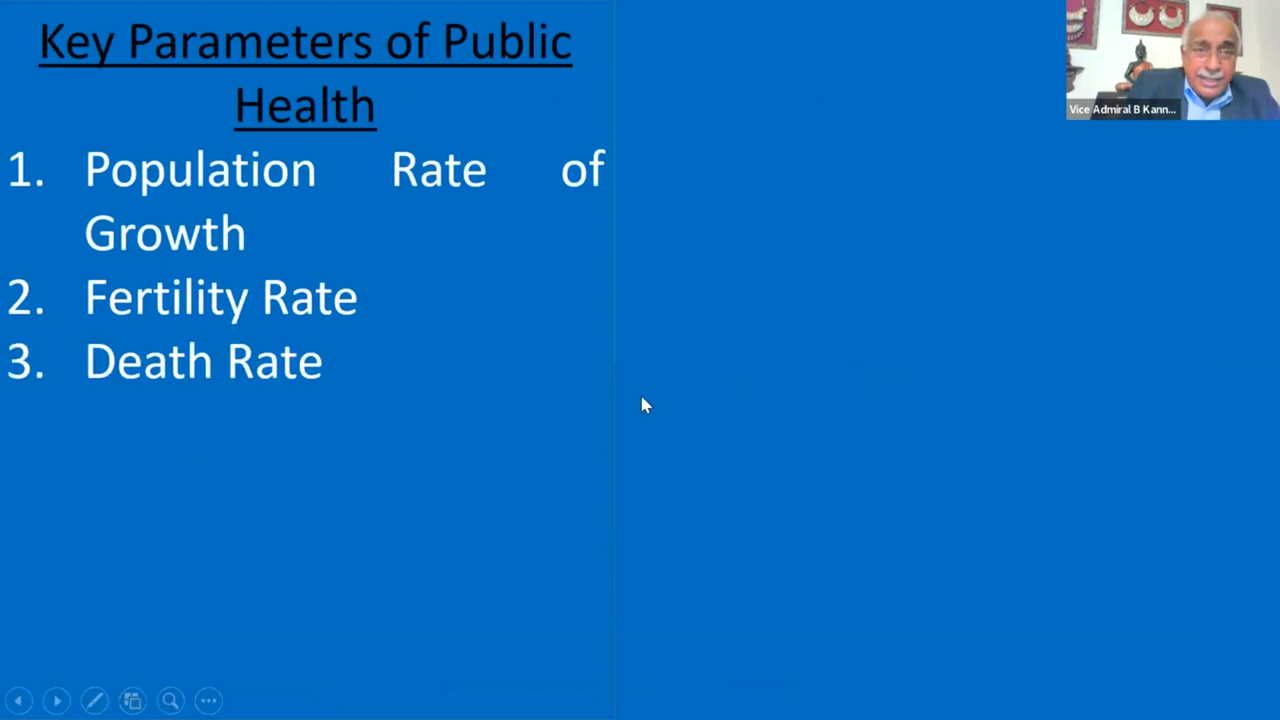 Key Parameters of Public
Health
1. Population Rate of
Growth
2. Fertility Rate
3. Death Rate
Vice Admiral B Kann...